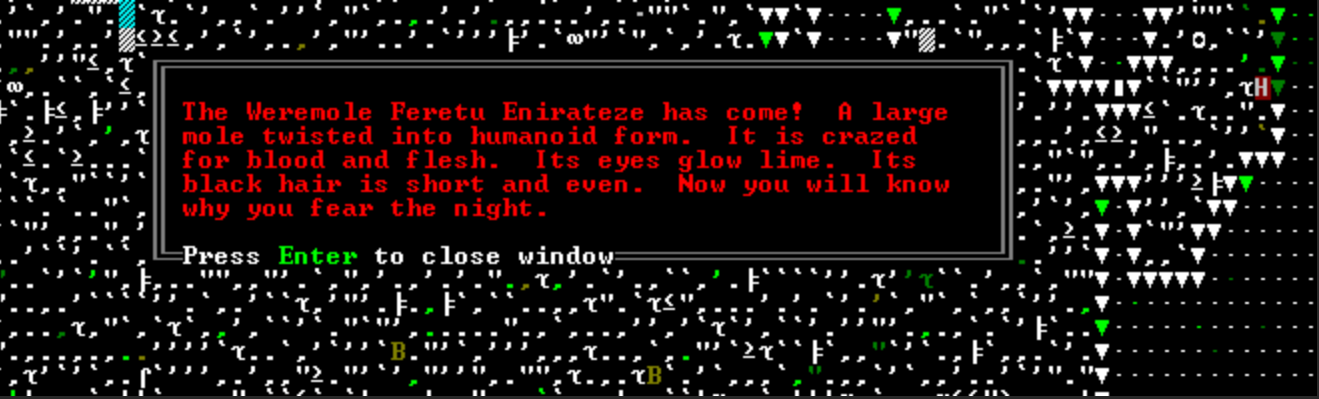 The Weremole Feretu Enirateze has come!  A large
mole twisted into humanoid form.  It is crazed
for blood and flesh.  Its eyes glow lime.  Its
black hair is short and even.  Now you will know
why you fear the night.
Press Enter to close window